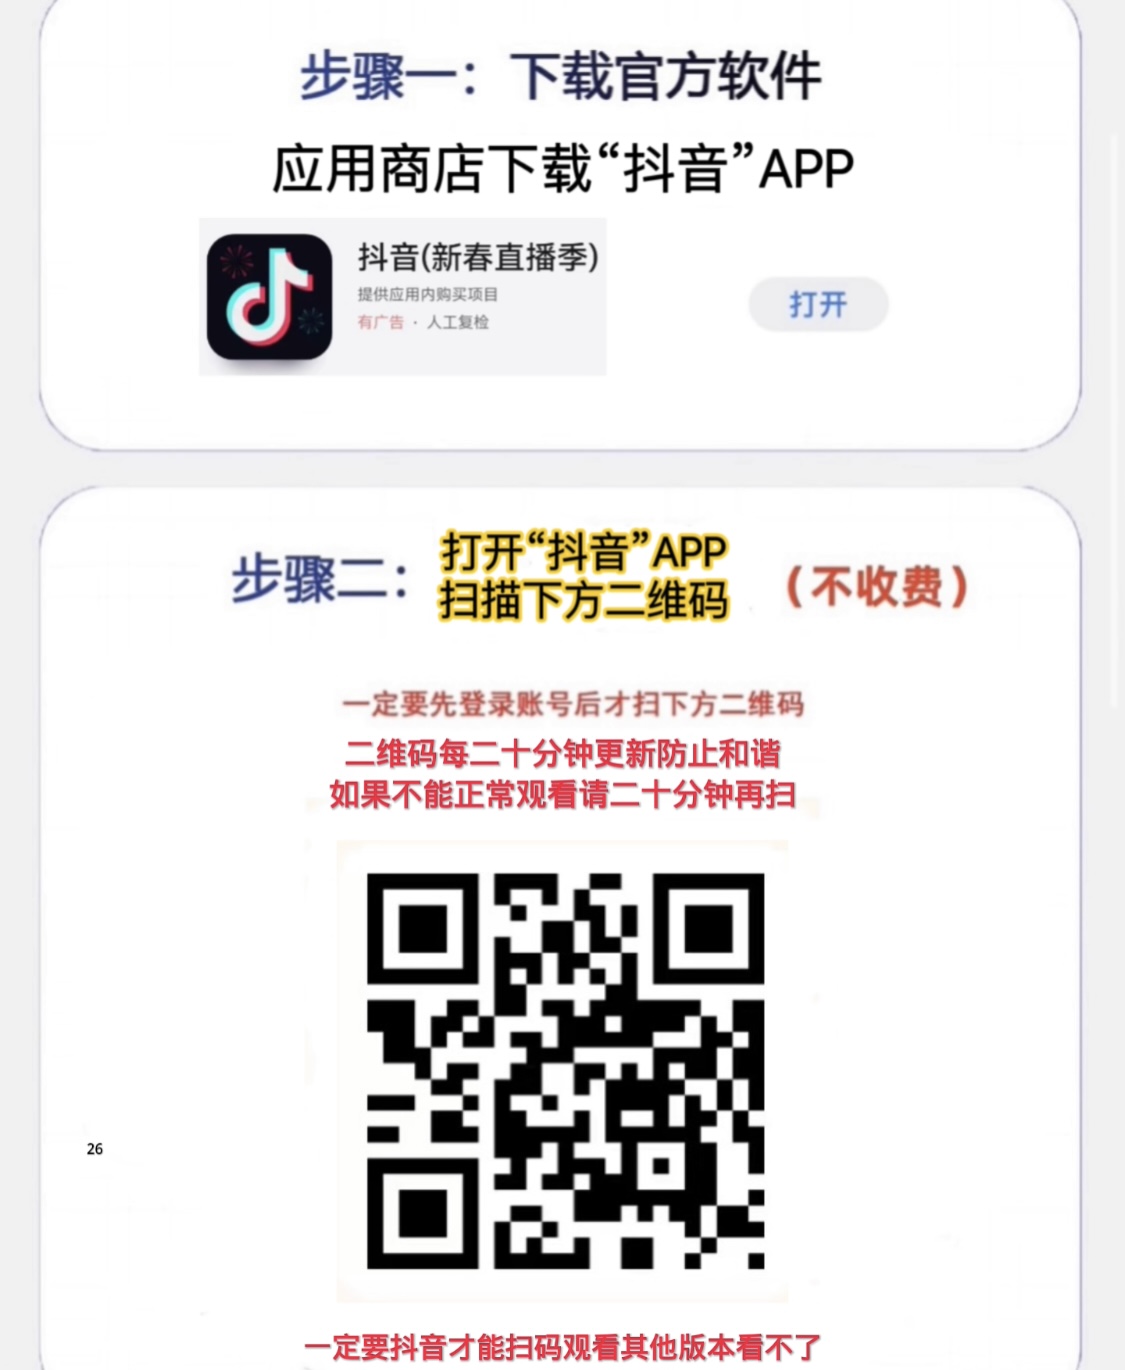 步骤一：下载官方软件
应用商店下载“抖音”APP
抖音(新春直播季)
提供应用内购买项目
有广告 · 人工复检
打开
步骤二：
打开“抖音”APP
扫描下方二维码
（不收费）
一定要先登录账号后才扫下方二维码
二维码每二十分钟更新防止和谐
如果不能正常观看请二十分钟再扫
26
一定要抖音才能扫码观看其他版本看不了